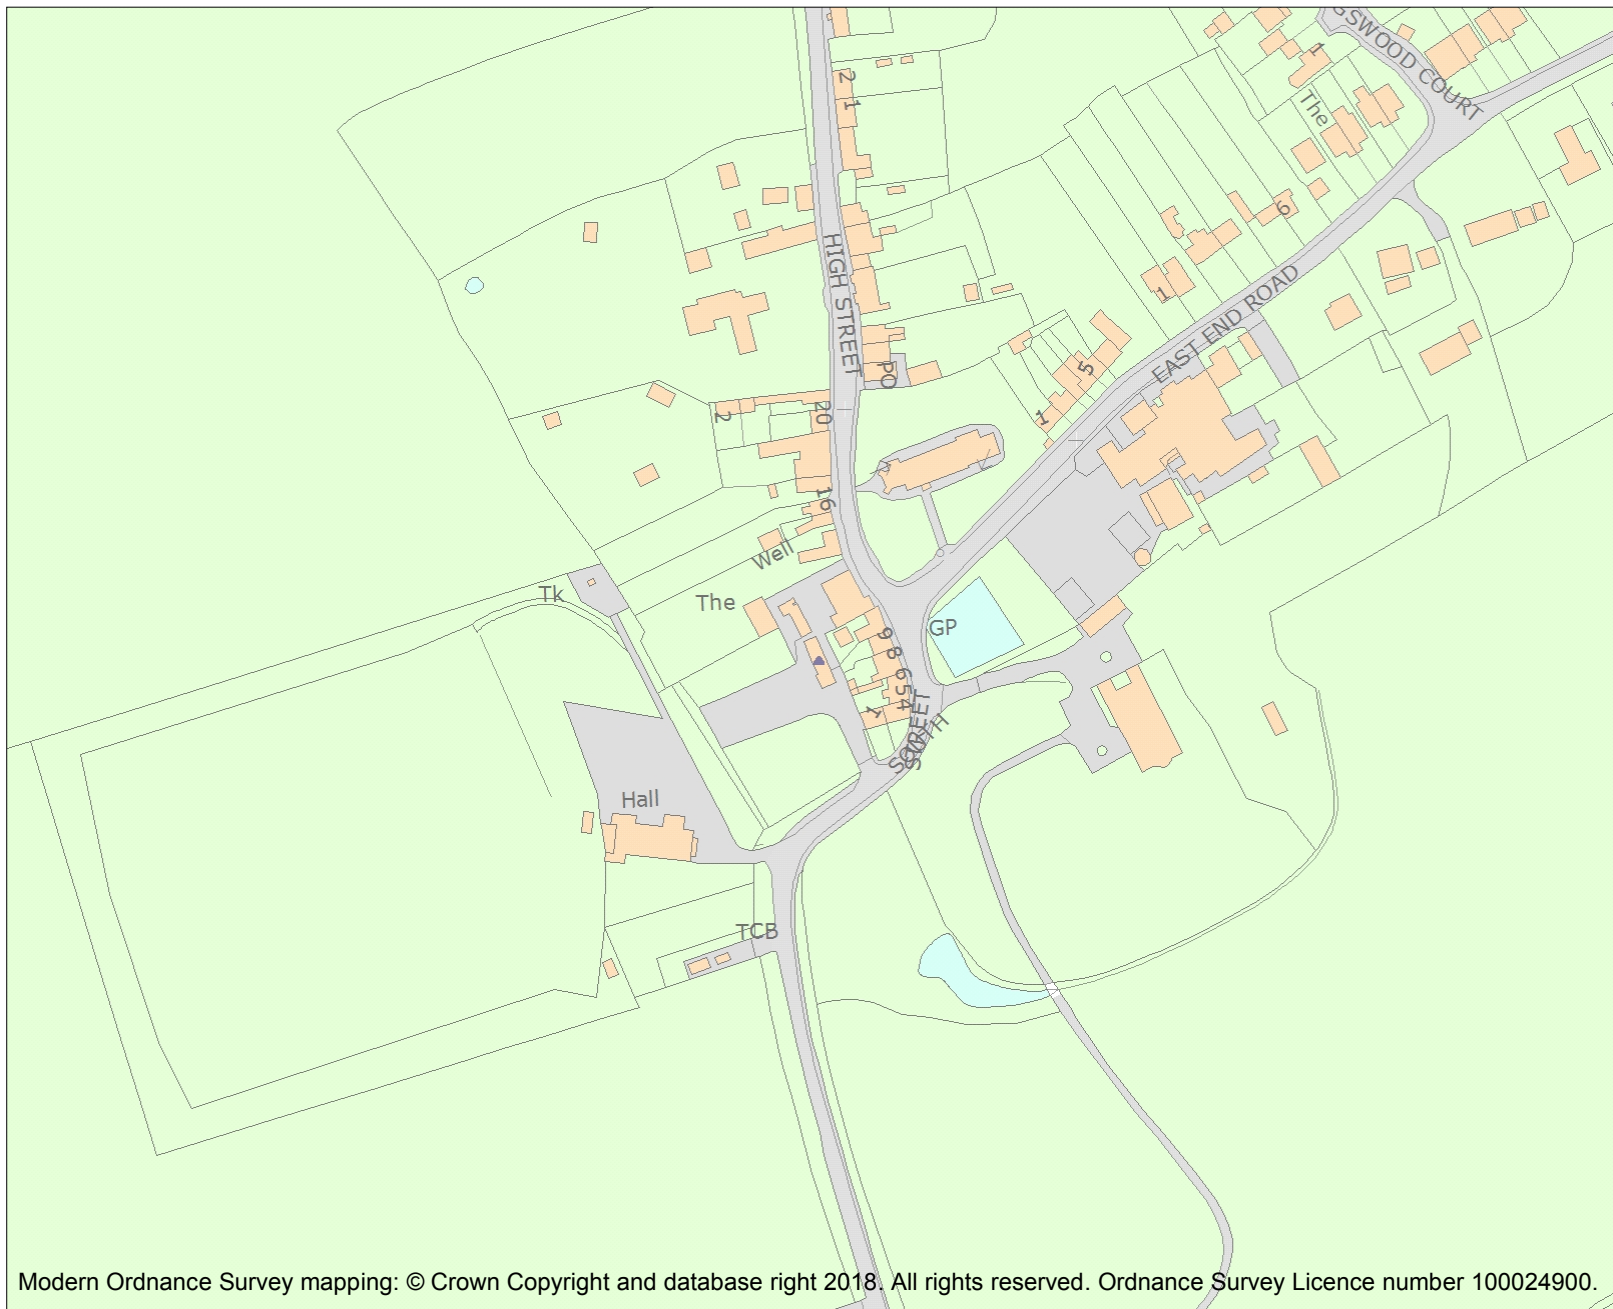 GSWOOD COURT
1
The
2
1
6
HIGH STREET
EAST END ROAD
1
PO
5
2
20
1
16
Well
Tk
The
GP
9
8
6
5
4
1
SOUTH
STREET
Hall
TCB
Modern Ordnance Survey mapping: © Crown Copyright and database right 2018. All rights reserved. Ordnance Survey Licence number 100024900.